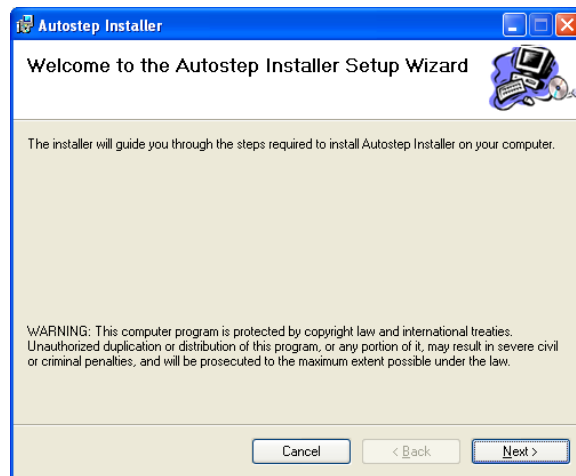 Autostep Installer
Welcome to the Autostep Installer Setup Wizard
The installer will guide you through the steps required to install Autostep Installer on your computer.
WARNING: This computer program is protected by copyright law and international treaties.
Unauthorized duplication or distribution of this program, or any portion of it, may result in severe civil
or criminal penalties, and will be prosecuted to the maximum extent possible under the law.
Cancel
< Back
Next >